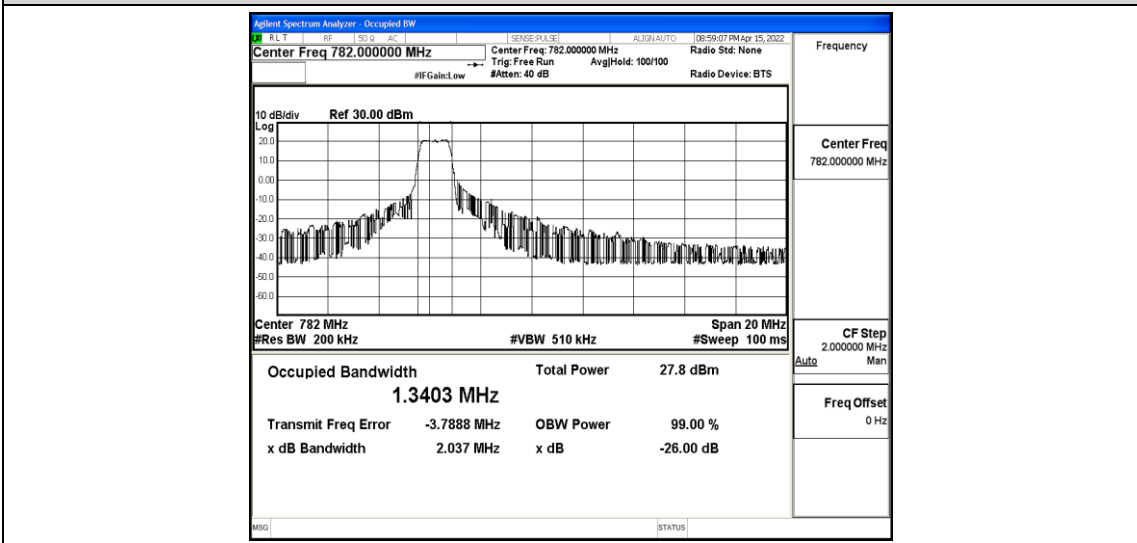 Agilent Spectrum Analyzer - Occupied BW
LXI RLT RF 50 Ω AC SENSE:PULSE ALIGN AUTO 08:59:07 PM Apr 15, 2022
Center Freq 782.000000 MHz
Center Freq: 782.000000 MHz
Radio Std: None
Trig: Free Run Avg|Hold: 100/100
#IFGain:Low #Atten: 40 dB
Radio Device: BTS
Frequency
10 dB/div Ref 30.00 dBm
Log
20.0
10.0
0.00
-10.0
-20.0
-30.0
-40.0
-50.0
-60.0
Center 782 MHz Span 20 MHz
#Res BW 200 kHz #VBW 510 kHz #Sweep 100 ms
Occupied Bandwidth Total Power 27.8 dBm
1.3403 MHz
Transmit Freq Error -3.7888 MHz OBW Power 99.00 %
x dB Bandwidth 2.037 MHz x dB -26.00 dB
Center Freq
782.000000 MHz
CF Step
2.000000 MHz
Auto Man
Freq Offset
0 Hz
MSG STATUS